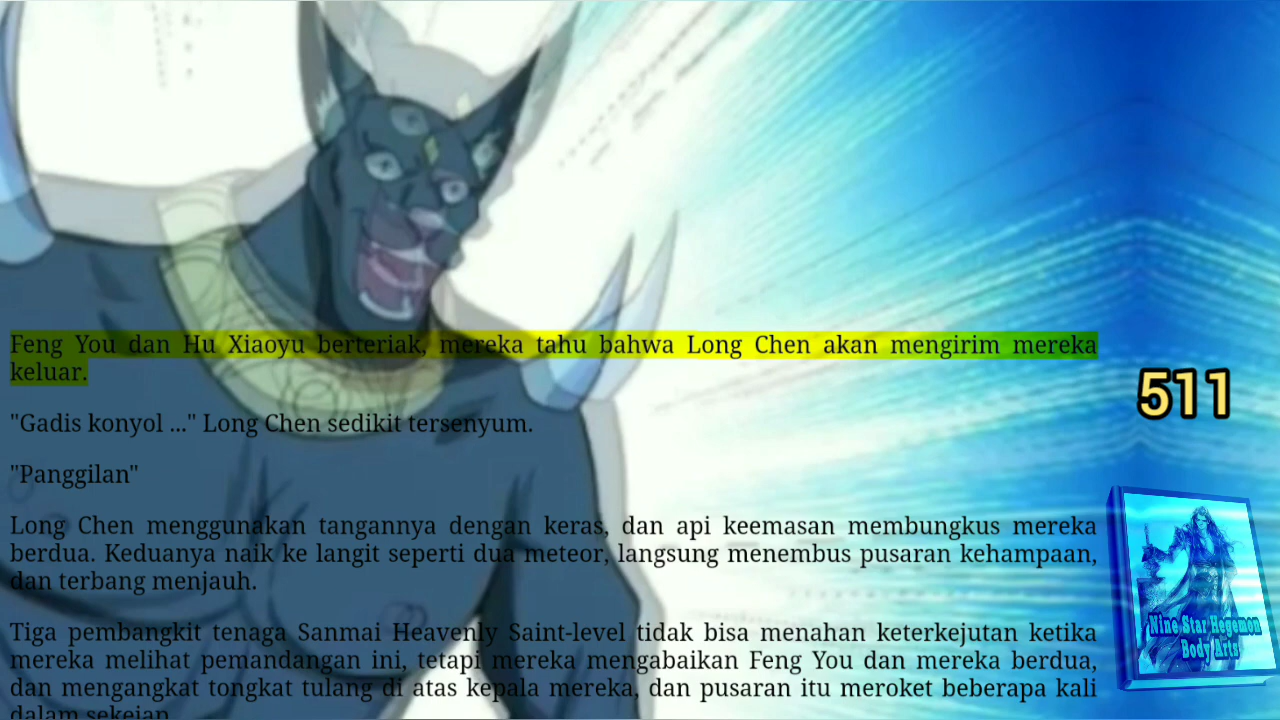 Feng You dan Hu Xiaoyu berteriak, mereka tahu bahwa Long Chen akan mengirim mereka
keluar.
"Gadis konyol ..." Long Chen sedikit tersenyum.
"Panggilan"
Long Chen menggunakan tangannya dengan keras, dan api keemasan membungkus mereka
berdua. Keduanya naik ke langit seperti dua meteor, langsung menembus pusaran kehampaan,
dan terbang menjauh.
Tiga pembangkit tenaga Sanmai Heavenly Saint-level tidak bisa menahan keterkejutan ketika
mereka melihat pemandangan ini, tetapi mereka mengabaikan Feng You dan mereka berdua,
dan mengangkat tongkat tulang di atas kepala mereka, dan pusaran itu meroket beberapa kali
dalam sekejap
511
Nine Star Hegemon
Body Arts